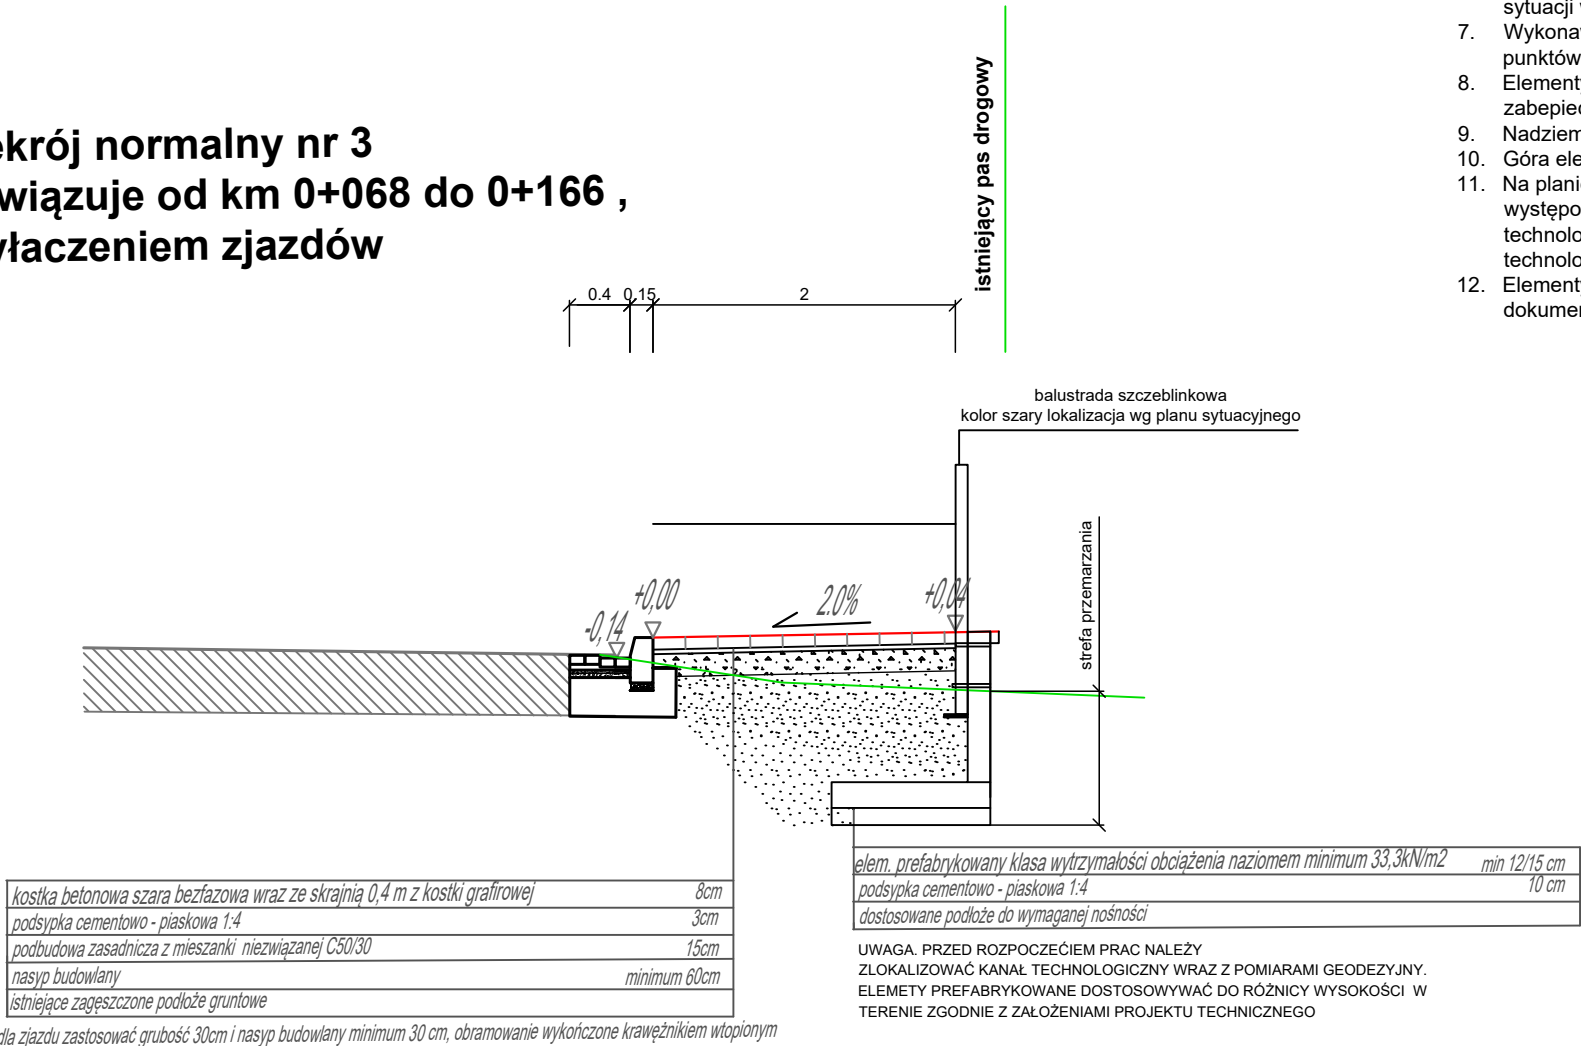 ekrój normalny nr 3
wiązuje od km 0+068 do 0+166 ,
yłaczeniem zjazdów
istniejący pas drogowy
sytuacji
7. Wykona
punktów
8. Element
zabepiec
9. Nadziem
10. Góra ele
11. Na plani
występo
technolo
technolo
12. Element
dokume
0.4 0.15 2
balustrada szczeblinkowa
kolor szary lokalizacja wg planu sytuacyjnego
strefa przemarzania
-0,14
+0,00
2.0%
+0,04
kostka betonowa szara bezfazowa wraz ze skrajnią 0,4 m z kostki grafirowej 8cm
podsypka cementowo - piaskowa 1:4 3cm
podbudowa zasadnicza z mieszanki niezwiązanej C50/30 15cm
nasyp budowlany minimum 60cm
istniejące zagęszczone podłoże gruntowe
dla zjazdu zastosować grubość 30cm i nasyp budowlany minimum 30 cm, obramowanie wykończone krawężnikiem wtopionym
elem. prefabrykowany klasa wytrzymałości obciążenia naziomem minimum 33,3kN/m2 min 12/15 cm
podsypka cementowo - piaskowa 1:4 10 cm
dostosowane podłoże do wymaganej nośności
UWAGA. PRZED ROZPOCZEĆIEM PRAC NALEŻY
ZLOKALIZOWAĆ KANAŁ TECHNOLOGICZNY WRAZ Z POMIARAMI GEODEZYJNY.
ELEMETY PREFABRYKOWANE DOSTOSOWYWAĆ DO RÓŻNICY WYSOKOŚCI W
TERENIE ZGODNIE Z ZAŁOŻENIAMI PROJEKTU TECHNICZNEGO